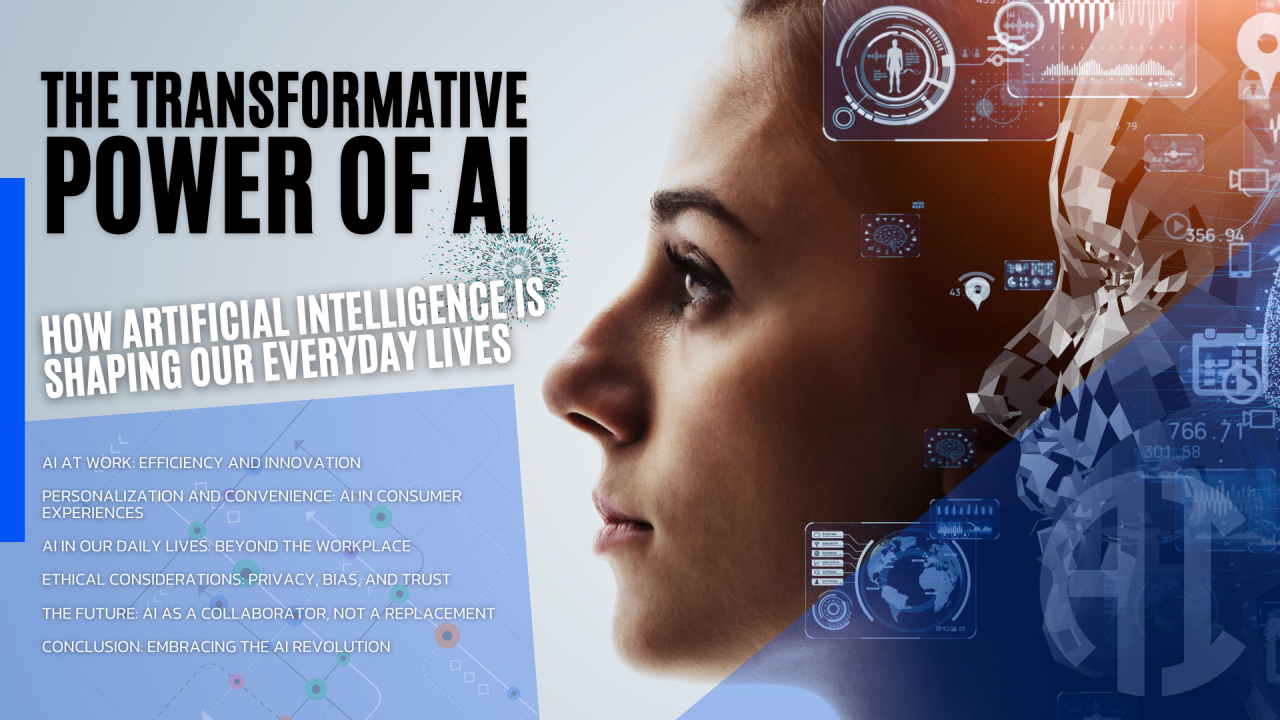 THE TRANSFORMATIVE
POWER OF AI
HOW ARTIFICIAL INTELLIGENCE IS
SHAPING OUR EVERYDAY LIVES
AI AT WORK: EFFICIENCY AND INNOVATION
PERSONALIZATION AND CONVENIENCE: AI IN CONSUMER
EXPERIENCES
AI IN OUR DAILY LIVES: BEYOND THE WORKPLACE
ETHICAL CONSIDERATIONS: PRIVACY, BIAS, AND TRUST
THE FUTURE: AI AS A COLLABORATOR, NOT A REPLACEMENT
CONCLUSION: EMBRACING THE AI REVOLUTION
356.94
766.71
301.58
AI